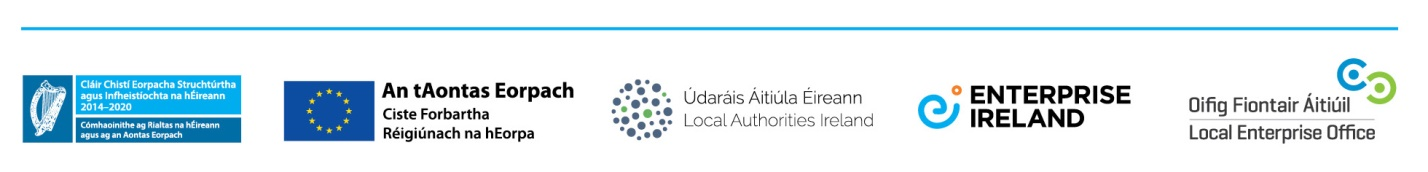 Cláir Chistí Eorpacha Struchtúrtha
agus Infheistíochta na hÉireann
2014–2020
Cómhaoinithe ag Rialtas na hÉireann
agus ag an Aontas Eorpach
An tAontas Eorpach
Ciste Forbartha
Réigiúnach na hEorpa
Údaráis Áitiúla Éireann
Local Authorities Ireland
ENTERPRISE
IRELAND
Oifig Fiontair Áitiúil
Local Enterprise Office